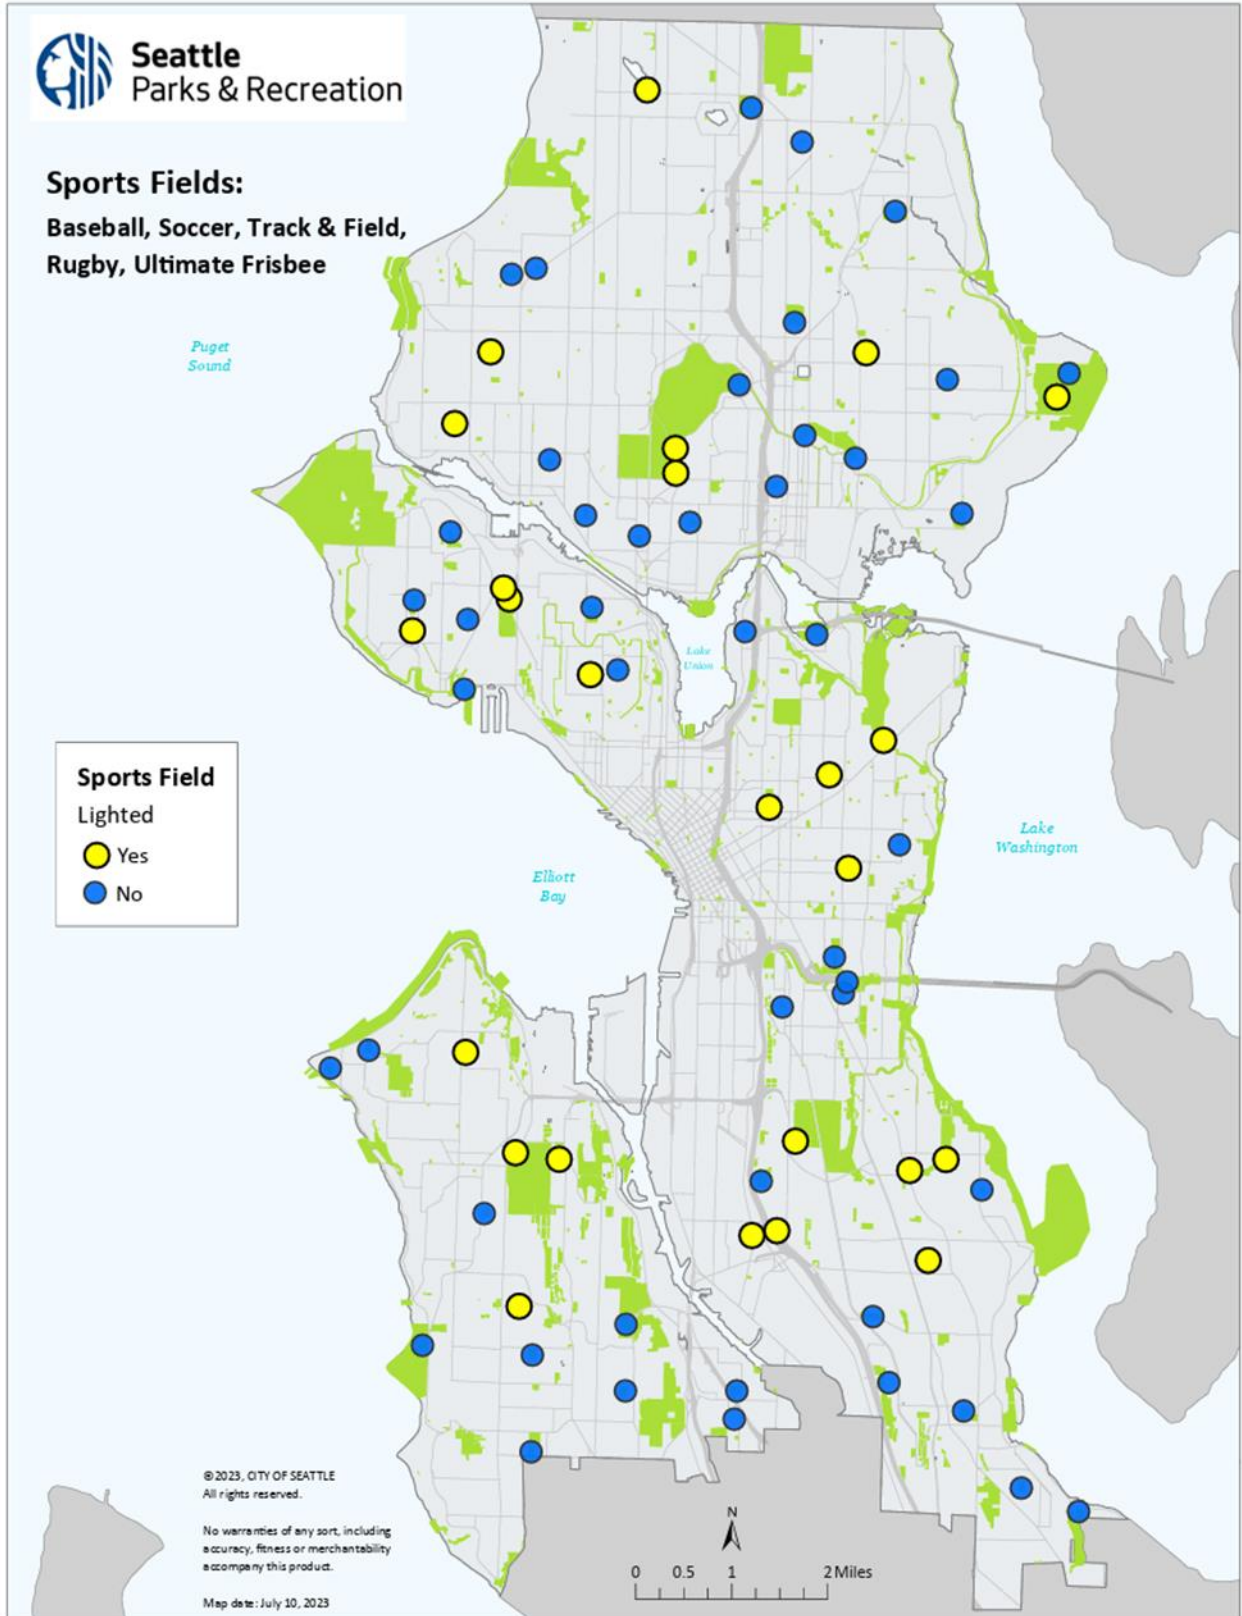 Seattle
Parks & Recreation
Sports Fields:
Baseball, Soccer, Track & Field,
Rugby, Ultimate Frisbee
Puget
Sound
Lake
Union
Sports Field
Lighted
Yes
No
Lake
Washington
Elliott
Bay
©2023, CITY OF SEATTLE
All rights reserved.
No warranties of any sort, including
accuracy, fitness or merchantability
accompany this product.
Map date: July 10, 2023
N
0 0.5 1 2 Miles